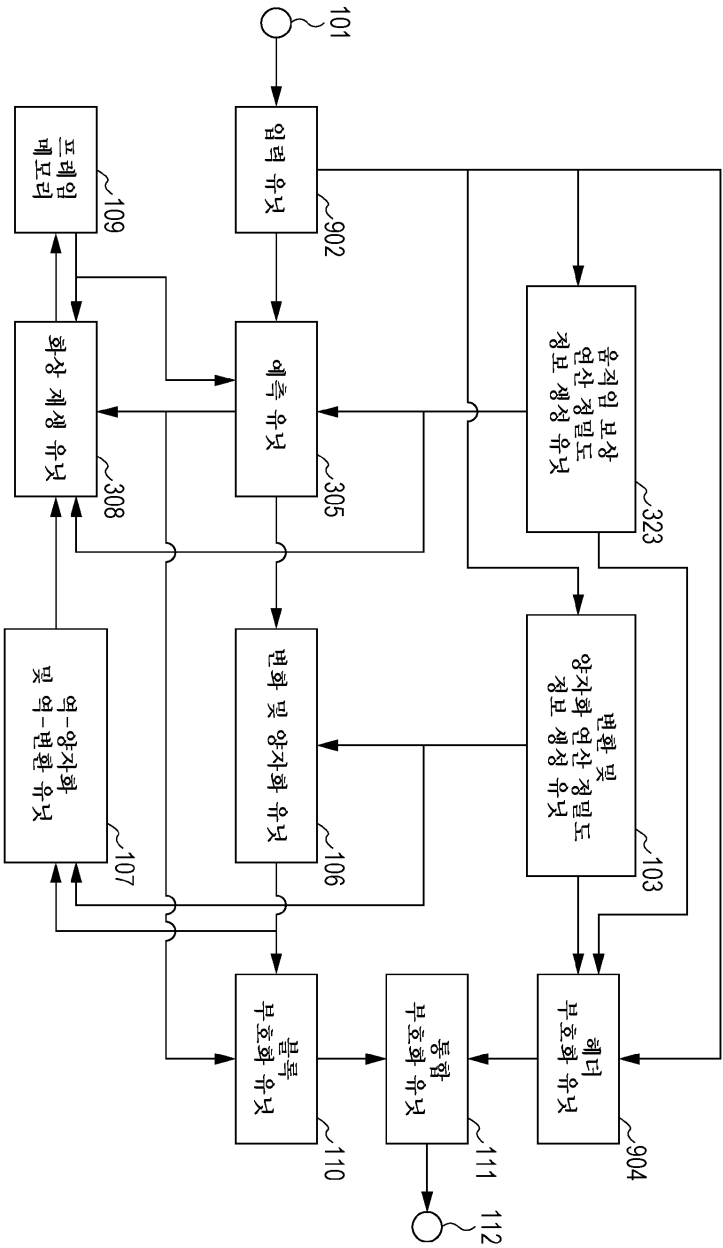 323
움직임 보상
연산 정밀도
정보 생성 유닛
103
변환 및
양자화 연산 정밀도
정보 생성 유닛
904
헤더
부호화 유닛
111
통합
부호화 유닛
112
101
902
입력 유닛
305
예측 유닛
106
변화 및 양자화 유닛
110
블록
부호화 유닛
109
프레임
메모리
308
화상 재생 유닛
107
역-양자화
및 역-변환 유닛